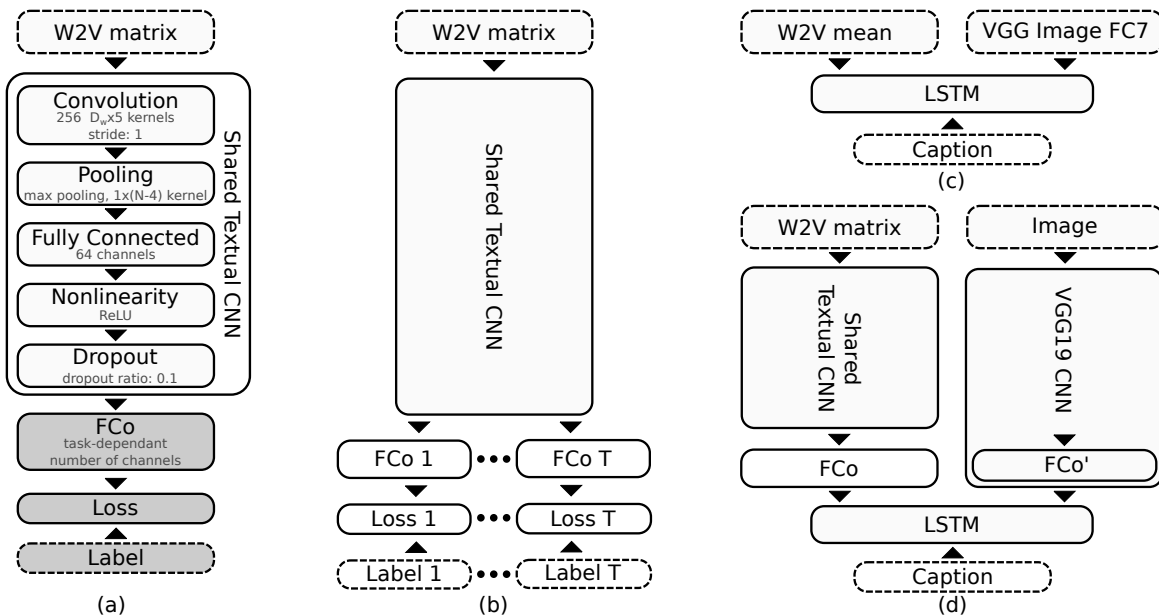 W2V matrix
Convolution
256 Dwx5 kernels
stride: 1
Pooling
max pooling, 1x(N-4) kernel
Fully Connected
64 channels
Nonlinearity
ReLU
Dropout
dropout ratio: 0.1
Shared Textual CNN
FCo
task-dependant
number of channels
Loss
Label
(a)
W2V matrix
Shared Textual CNN
FCo 1 ••• FCo T
Loss 1 ••• Loss T
Label 1 ••• Label T
(b)
W2V mean
VGG Image FC7
LSTM
Caption
(c)
W2V matrix
Image
Shared
Textual CNN
VGG19 CNN
FCo
FCo'
LSTM
Caption
(d)